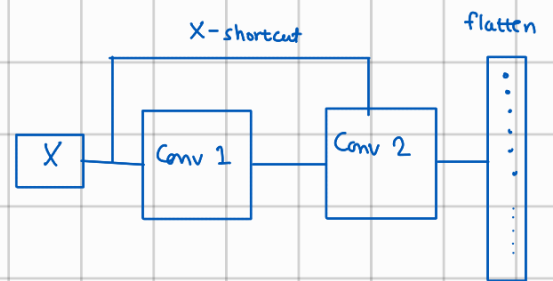 X-shortcut
flatten
X
Conv 1
Conv 2